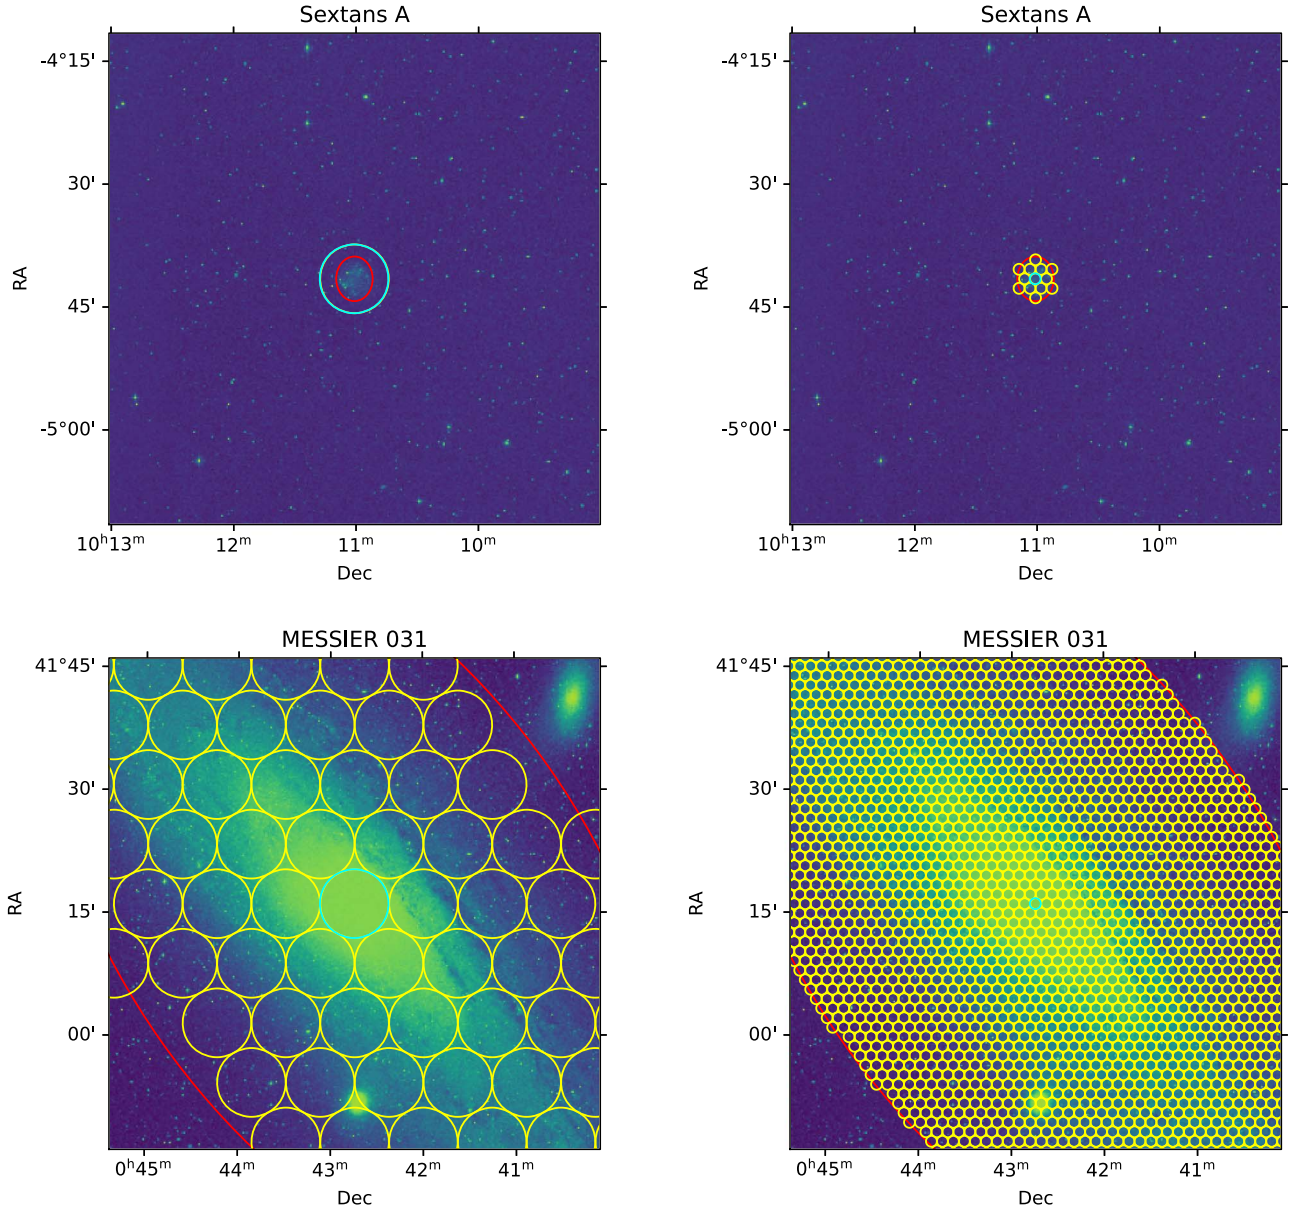 Sextans A
Sextans A
-4°15'
30'
45'
-5°00'
RA
10ʰ13ᵐ
12ᵐ
11ᵐ
10ᵐ
Dec
-4°15'
30'
45'
-5°00'
RA
10ʰ13ᵐ
12ᵐ
11ᵐ
10ᵐ
Dec
MESSIER 031
MESSIER 031
41°45'
30'
15'
00'
RA
0ʰ45ᵐ
44ᵐ
43ᵐ
42ᵐ
41ᵐ
Dec
41°45'
30'
15'
00'
RA
0ʰ45ᵐ
44ᵐ
43ᵐ
42ᵐ
41ᵐ
Dec